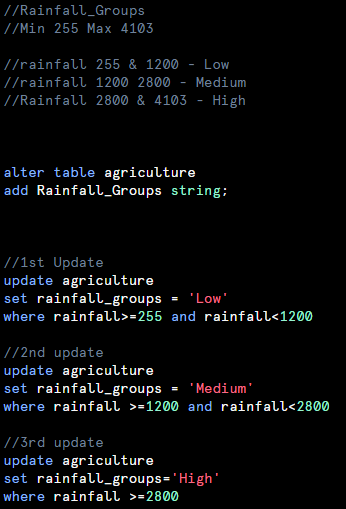 //Rainfall_Groups
//Min 255 Max 4103
//rainfall 255 & 1200 - Low
//rainfall 1200 2800 - Medium
//Rainfall 2800 & 4103 - High
alter table agriculture
add Rainfall_Groups string;
//1st Update
update agriculture
set rainfall_groups = 'Low'
where rainfall>=255 and rainfall<1200
//2nd update
update agriculture
set rainfall_groups = 'Medium'
where rainfall >=1200 and rainfall<2800
//3rd update
update agriculture
set rainfall_groups='High'
where rainfall >=2800